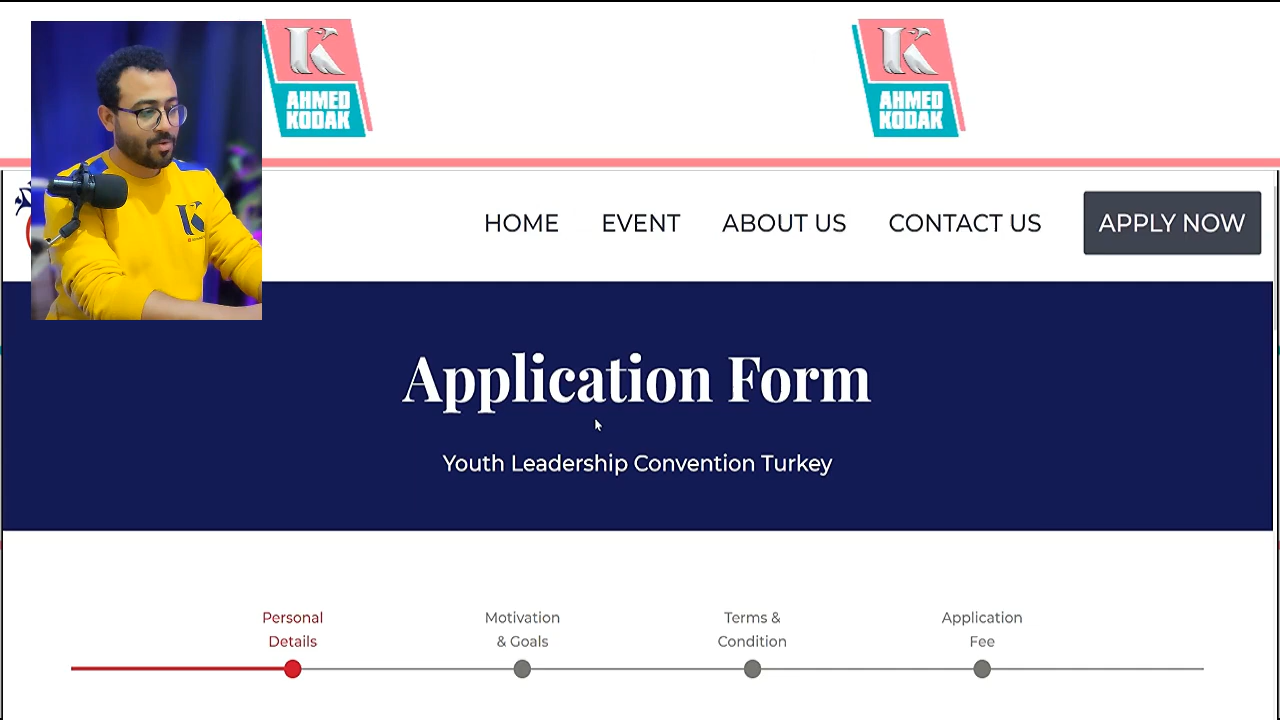 AHMED
KODAK
AHMED
KODAK
HOME
EVENT
ABOUT US
CONTACT US
APPLY NOW
Application Form
Youth Leadership Convention Turkey
Personal
Details
Motivation
& Goals
Terms &
Condition
Application
Fee